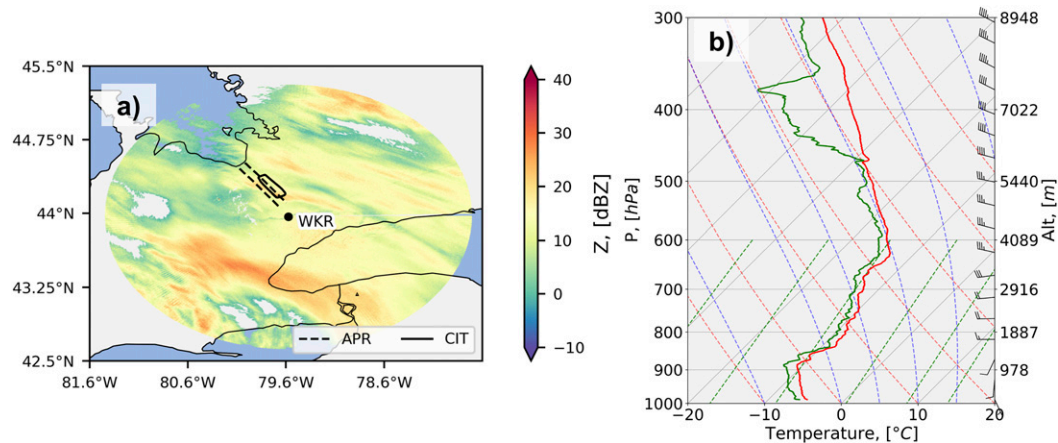 a)
45.5°N
44.75°N
44°N
43.25°N
42.5°N
81.6°W
80.6°W
79.6°W
78.6°W
WKR
APR
CIT
40
30
20
10
0
−10
Z, [dBZ]
b)
300
400
500
600
700
800
900
1000
P, [hPa]
−20
−10
0
10
20
Temperature, [°C]
8948
7022
5440
4089
2916
1887
978
Alt, [m]